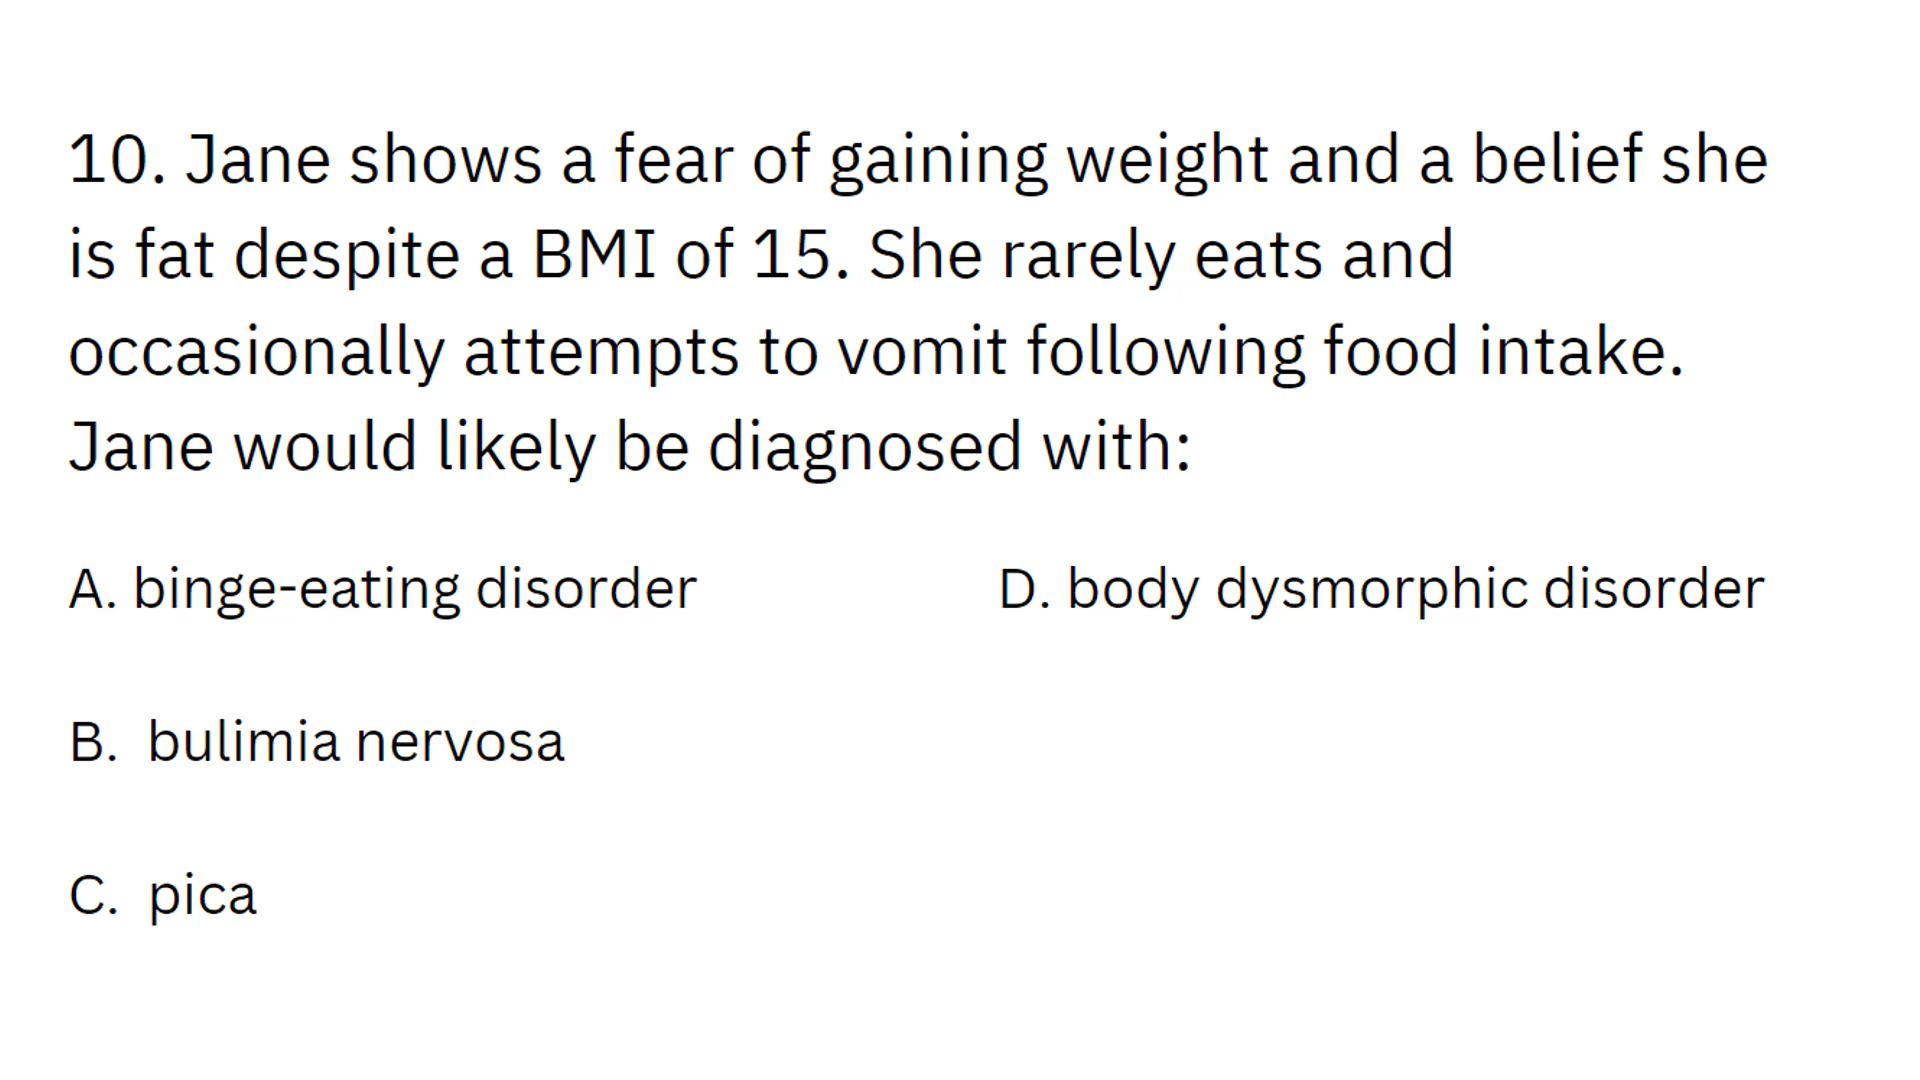 10. Jane shows a fear of gaining weight and a belief she
is fat despite a BMI of 15. She rarely eats and
occasionally attempts to vomit following food intake.
Jane would likely be diagnosed with:
A. binge-eating disorder
B. bulimia nervosa
C. pica
D. body dysmorphic disorder